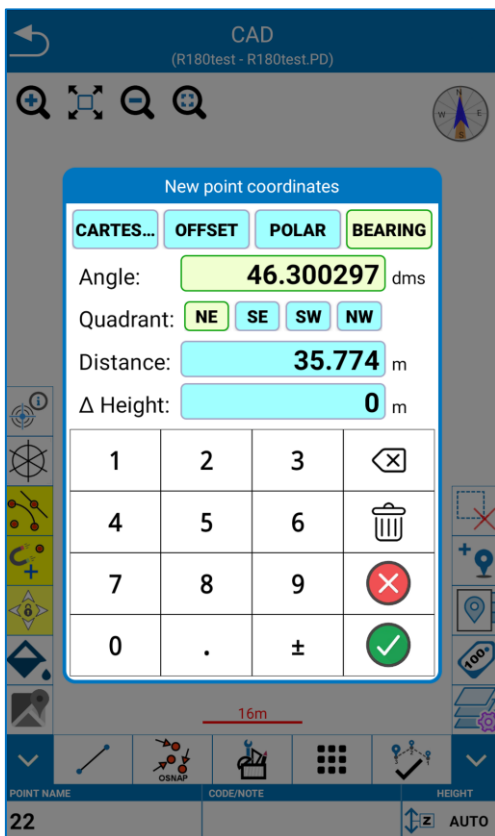 CAD
(R180test - R180test.PD)
N
W E
New point coordinates
CARTES... OFFSET POLAR BEARING
Angle: 46.300297 dms
Quadrant: NE SE SW NW
Distance: 35.774 m
Δ Height: 0 m
1 2 3
4 5 6
7 8 9
0 . ±
100*
16m
OSNAP
POINT NAME CODE/NOTE HEIGHT
22 Z AUTO